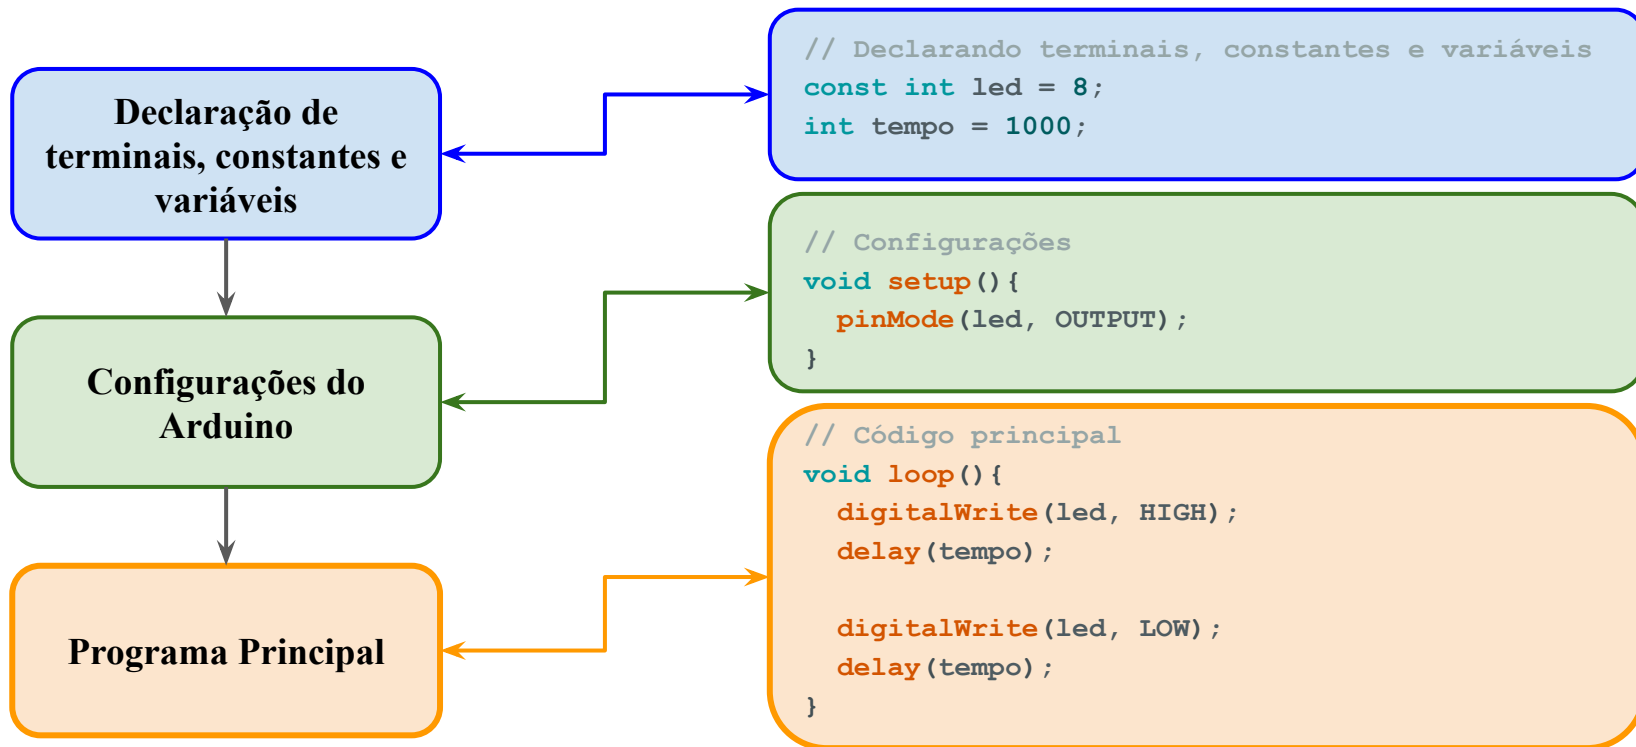 Declaração de
terminais, constantes e
variáveis
Configurações do
Arduino
Programa Principal
// Declarando terminais, constantes e variáveis
const int led = 8;
int tempo = 1000;
// Configurações
void setup(){
  pinMode(led, OUTPUT);
}
// Código principal
void loop(){
  digitalWrite(led, HIGH);
  delay(tempo);
  digitalWrite(led, LOW);
  delay(tempo);
}